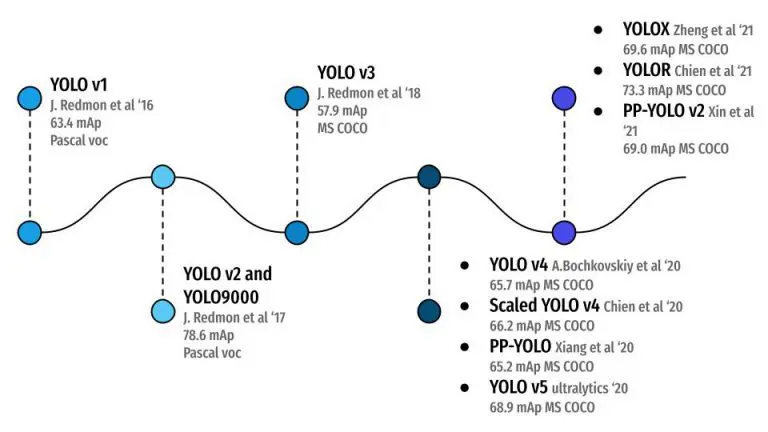 YOLO v1
J. Redmon et al ‘16
63.4 mAp
Pascal voc
YOLO v2 and
YOLO9000
J. Redmon et al ‘17
78.6 mAp
Pascal voc
YOLO v3
J. Redmon et al ‘18
57.9 mAp
MS COCO
● YOLO v4 A.Bochkovskiy et al ‘20
65.7 mAp MS COCO
● Scaled YOLO v4 Chien et al ‘20
66.2 mAp MS COCO
● PP-YOLO Xiang et al ‘20
65.2 mAp MS COCO
● YOLO v5 ultralytics ‘20
68.9 mAp MS COCO
● YOLOX Zheng et al ‘21
69.6 mAp MS COCO
● YOLOR Chien et al ‘21
73.3 mAp MS COCO
● PP-YOLO v2 Xin et al
‘21
69.0 mAp MS COCO